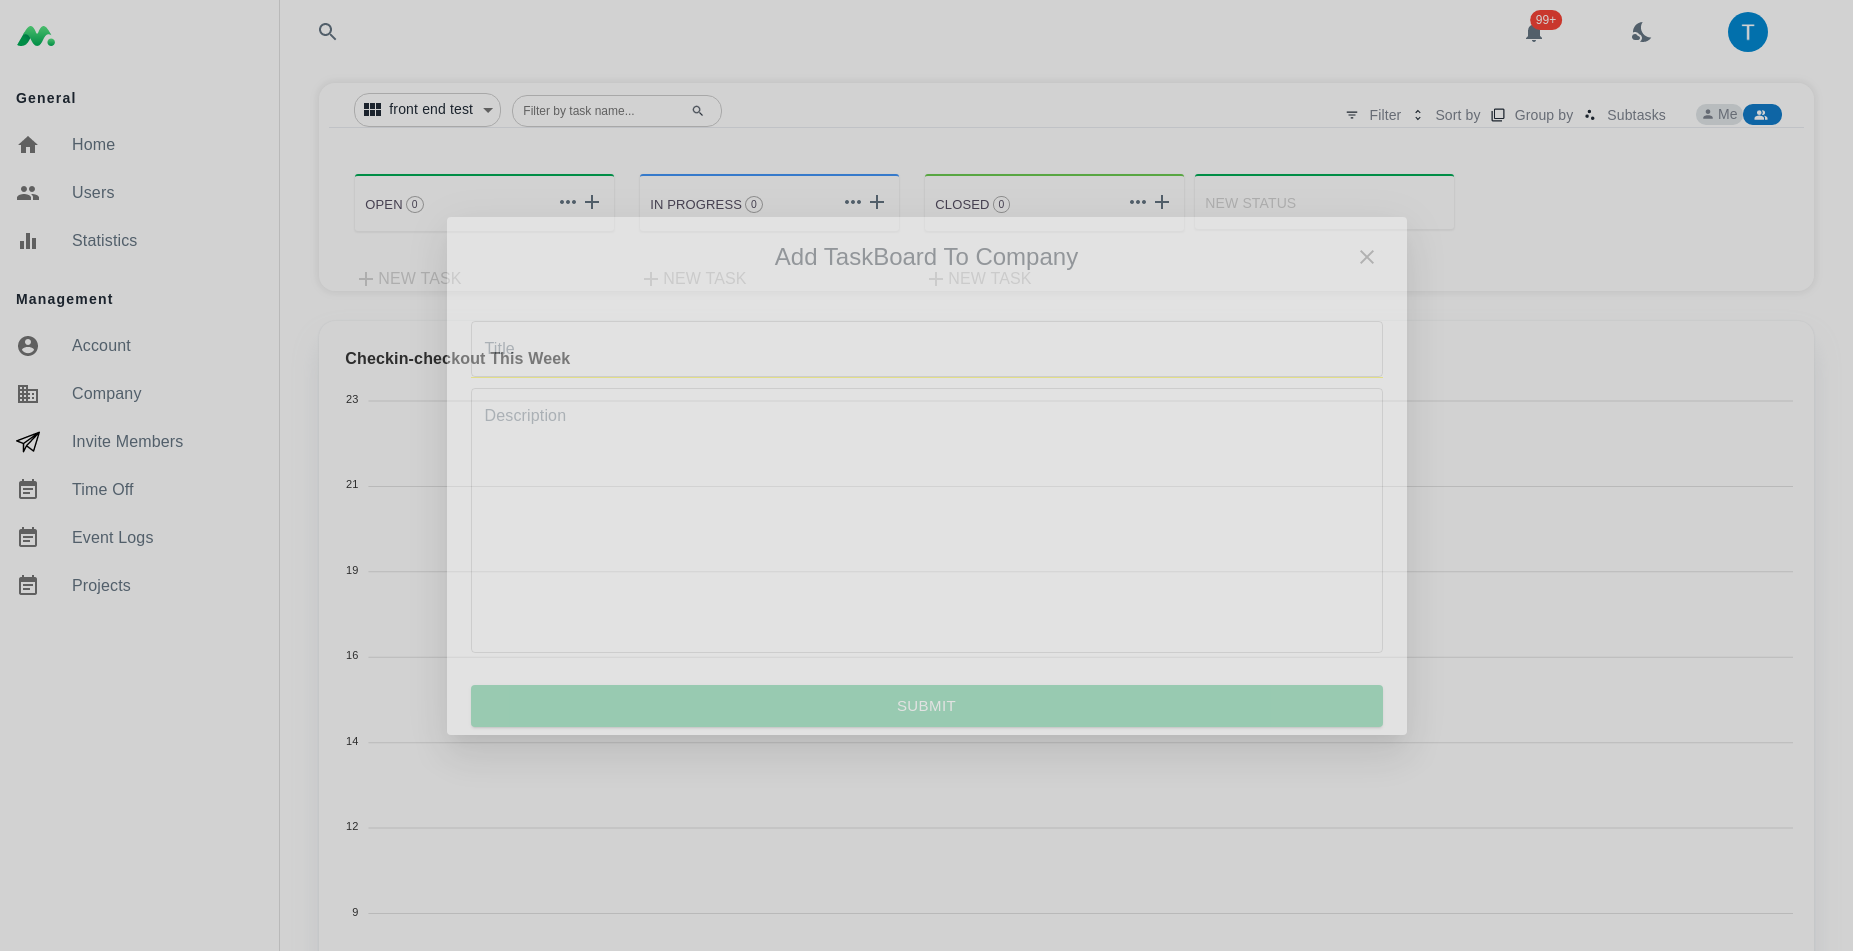 99+
T
General
Home
Users
Statistics
Management
Account
Company
Invite Members
Time Off
Event Logs
Projects
front end test
Filter by task name...
Filter
Sort by
Group by
Subtasks
Me
OPEN 0
IN PROGRESS 0
CLOSED 0
NEW STATUS
NEW TASK
NEW TASK
NEW TASK
Add TaskBoard To Company
Title
Description
SUBMIT
Checkin-checkout This Week
23
21
19
16
14
12
9